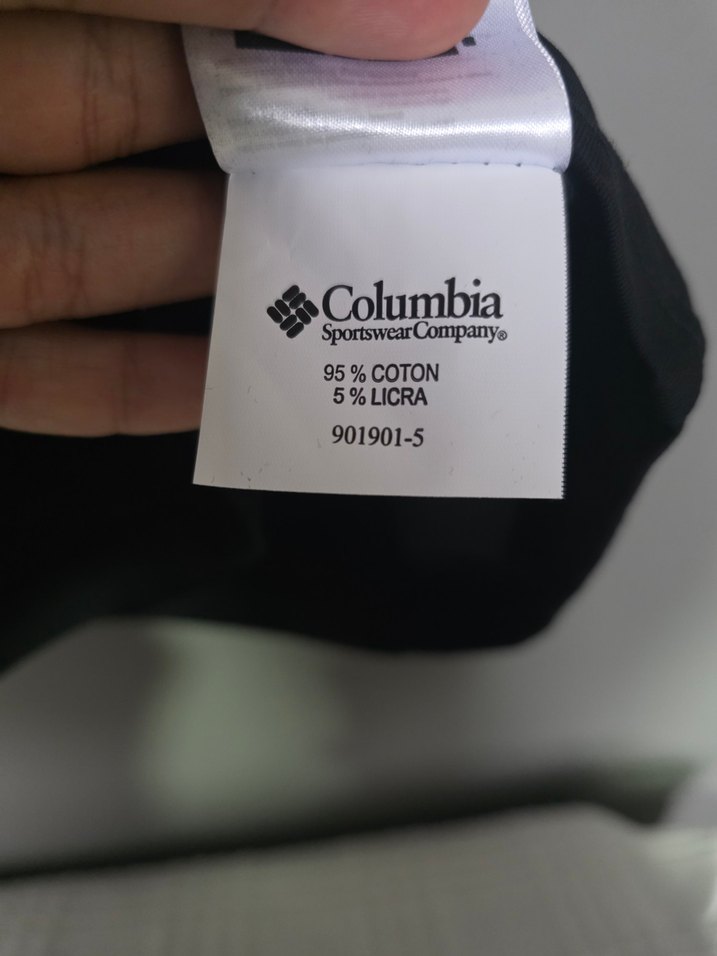 Columbia
Sportswear Company®
95 % COTON
5 % LICRA
901901-5